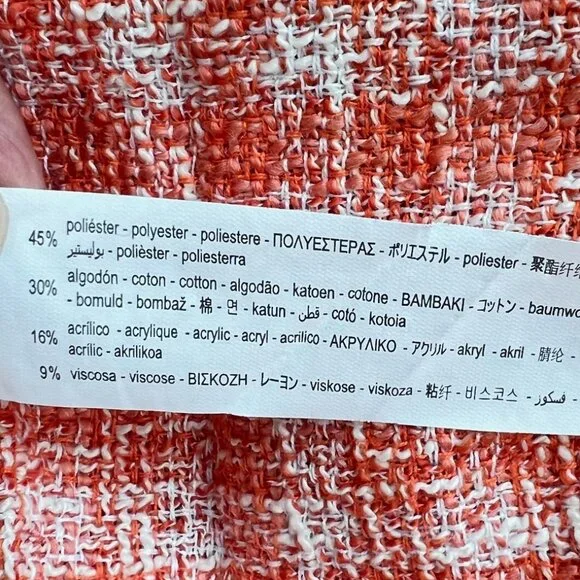 45% poliéster - polyester - poliestere - ΠΟΛΥΕΣΤΕΡΑΣ - ポリエステル - poliester - 聚酯纤维
بوليستير - polièster - poliesterra
30% algodón - coton - cotton - algodão - katoen - cotone - ΒΑΜΒΑΚΙ - コットン - baumwo
- bomuld - bombaž - 棉 - 면 - katun - قطن - cotó - kotoia
16% acrílico - acrylique - acrylic - acryl - acrilico - ΑΚΡΥΛΙΚΟ - アクリル - akryl - akril - 腈纶 -
acrílic - akrilikoa
9% viscosa - viscose - ΒΙΣΚΟΖΗ - レーヨン - viskose - viskoza - 粘纤 - 비스코스 - فسكوز -